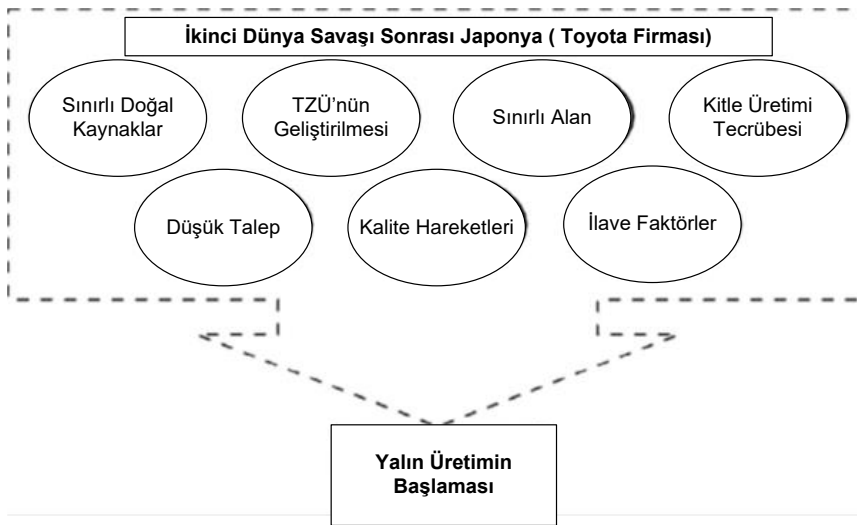 İkinci Dünya Savaşı Sonrası Japonya ( Toyota Firması)
Sınırlı Doğal
Kaynaklar
TZÜ’nün
Geliştirilmesi
Sınırlı Alan
Kitle Üretimi
Tecrübesi
Düşük Talep
Kalite Hareketleri
İlave Faktörler
Yalın Üretimin
Başlaması